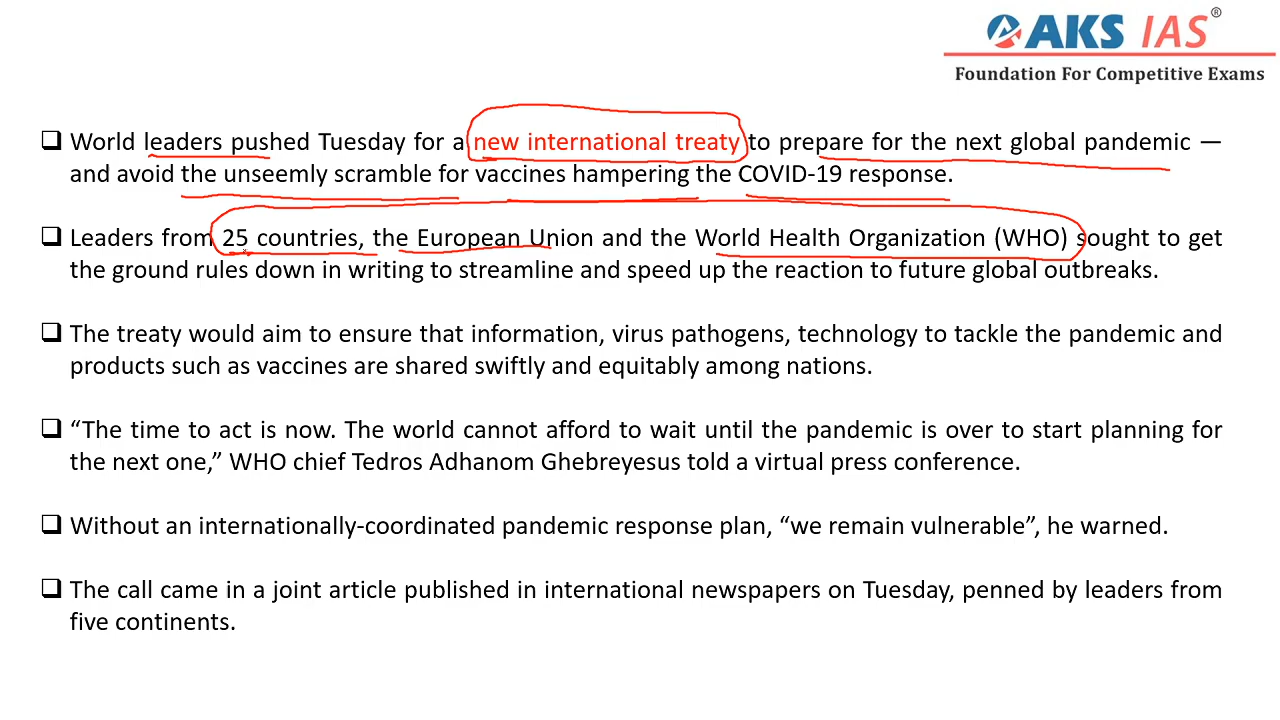 AKS IAS®
Foundation For Competitive Exams
❑ World leaders pushed Tuesday for a new international treaty to prepare for the next global pandemic —
and avoid the unseemly scramble for vaccines hampering the COVID-19 response.
❑ Leaders from 25 countries, the European Union and the World Health Organization (WHO) sought to get
the ground rules down in writing to streamline and speed up the reaction to future global outbreaks.
❑ The treaty would aim to ensure that information, virus pathogens, technology to tackle the pandemic and
products such as vaccines are shared swiftly and equitably among nations.
❑ “The time to act is now. The world cannot afford to wait until the pandemic is over to start planning for
the next one,” WHO chief Tedros Adhanom Ghebreyesus told a virtual press conference.
❑ Without an internationally-coordinated pandemic response plan, “we remain vulnerable”, he warned.
❑ The call came in a joint article published in international newspapers on Tuesday, penned by leaders from
five continents.